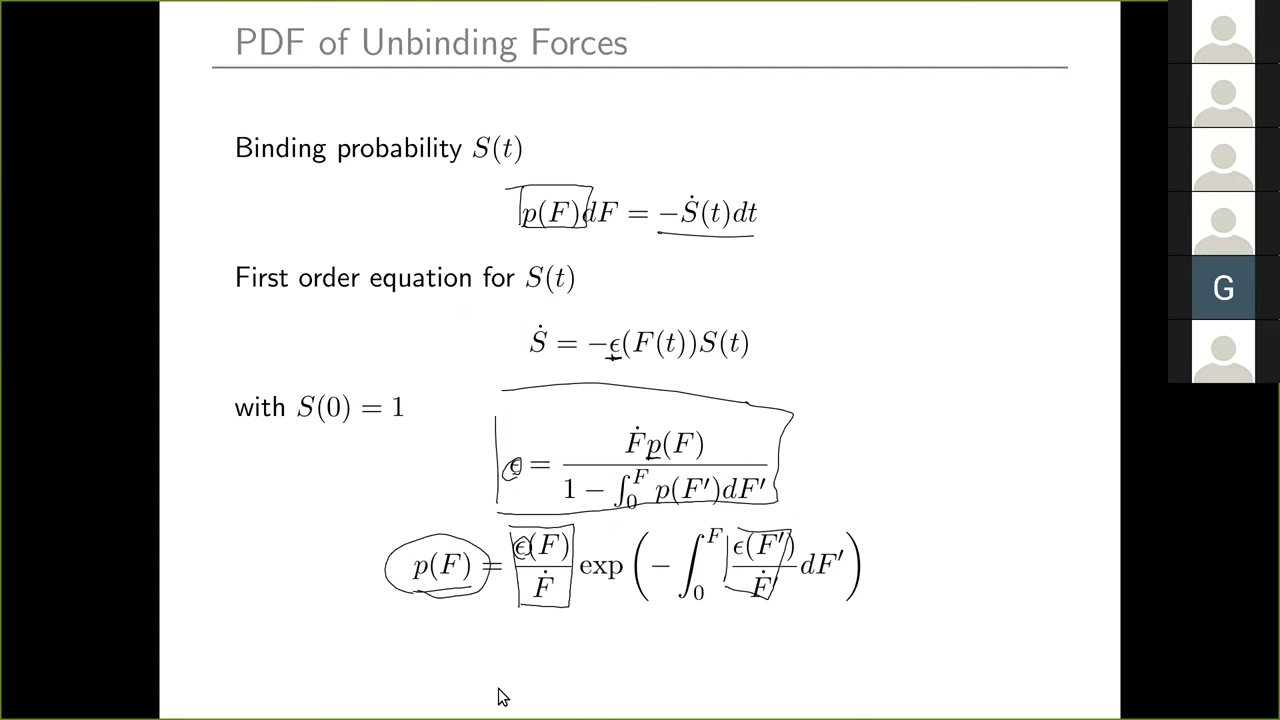 PDF of Unbinding Forces
Binding probability S(t)
p(F)dF = −Ṡ(t)dt
First order equation for S(t)
Ṡ = −ϵ(F(t))S(t)
with S(0) = 1
ϵ = Ḟp(F) / (1 − ∫₀^F p(F′)dF′)
p(F) = ϵ(F)/Ḟ exp(−∫₀^F ϵ(F′)/Ḟ′ dF′)
G